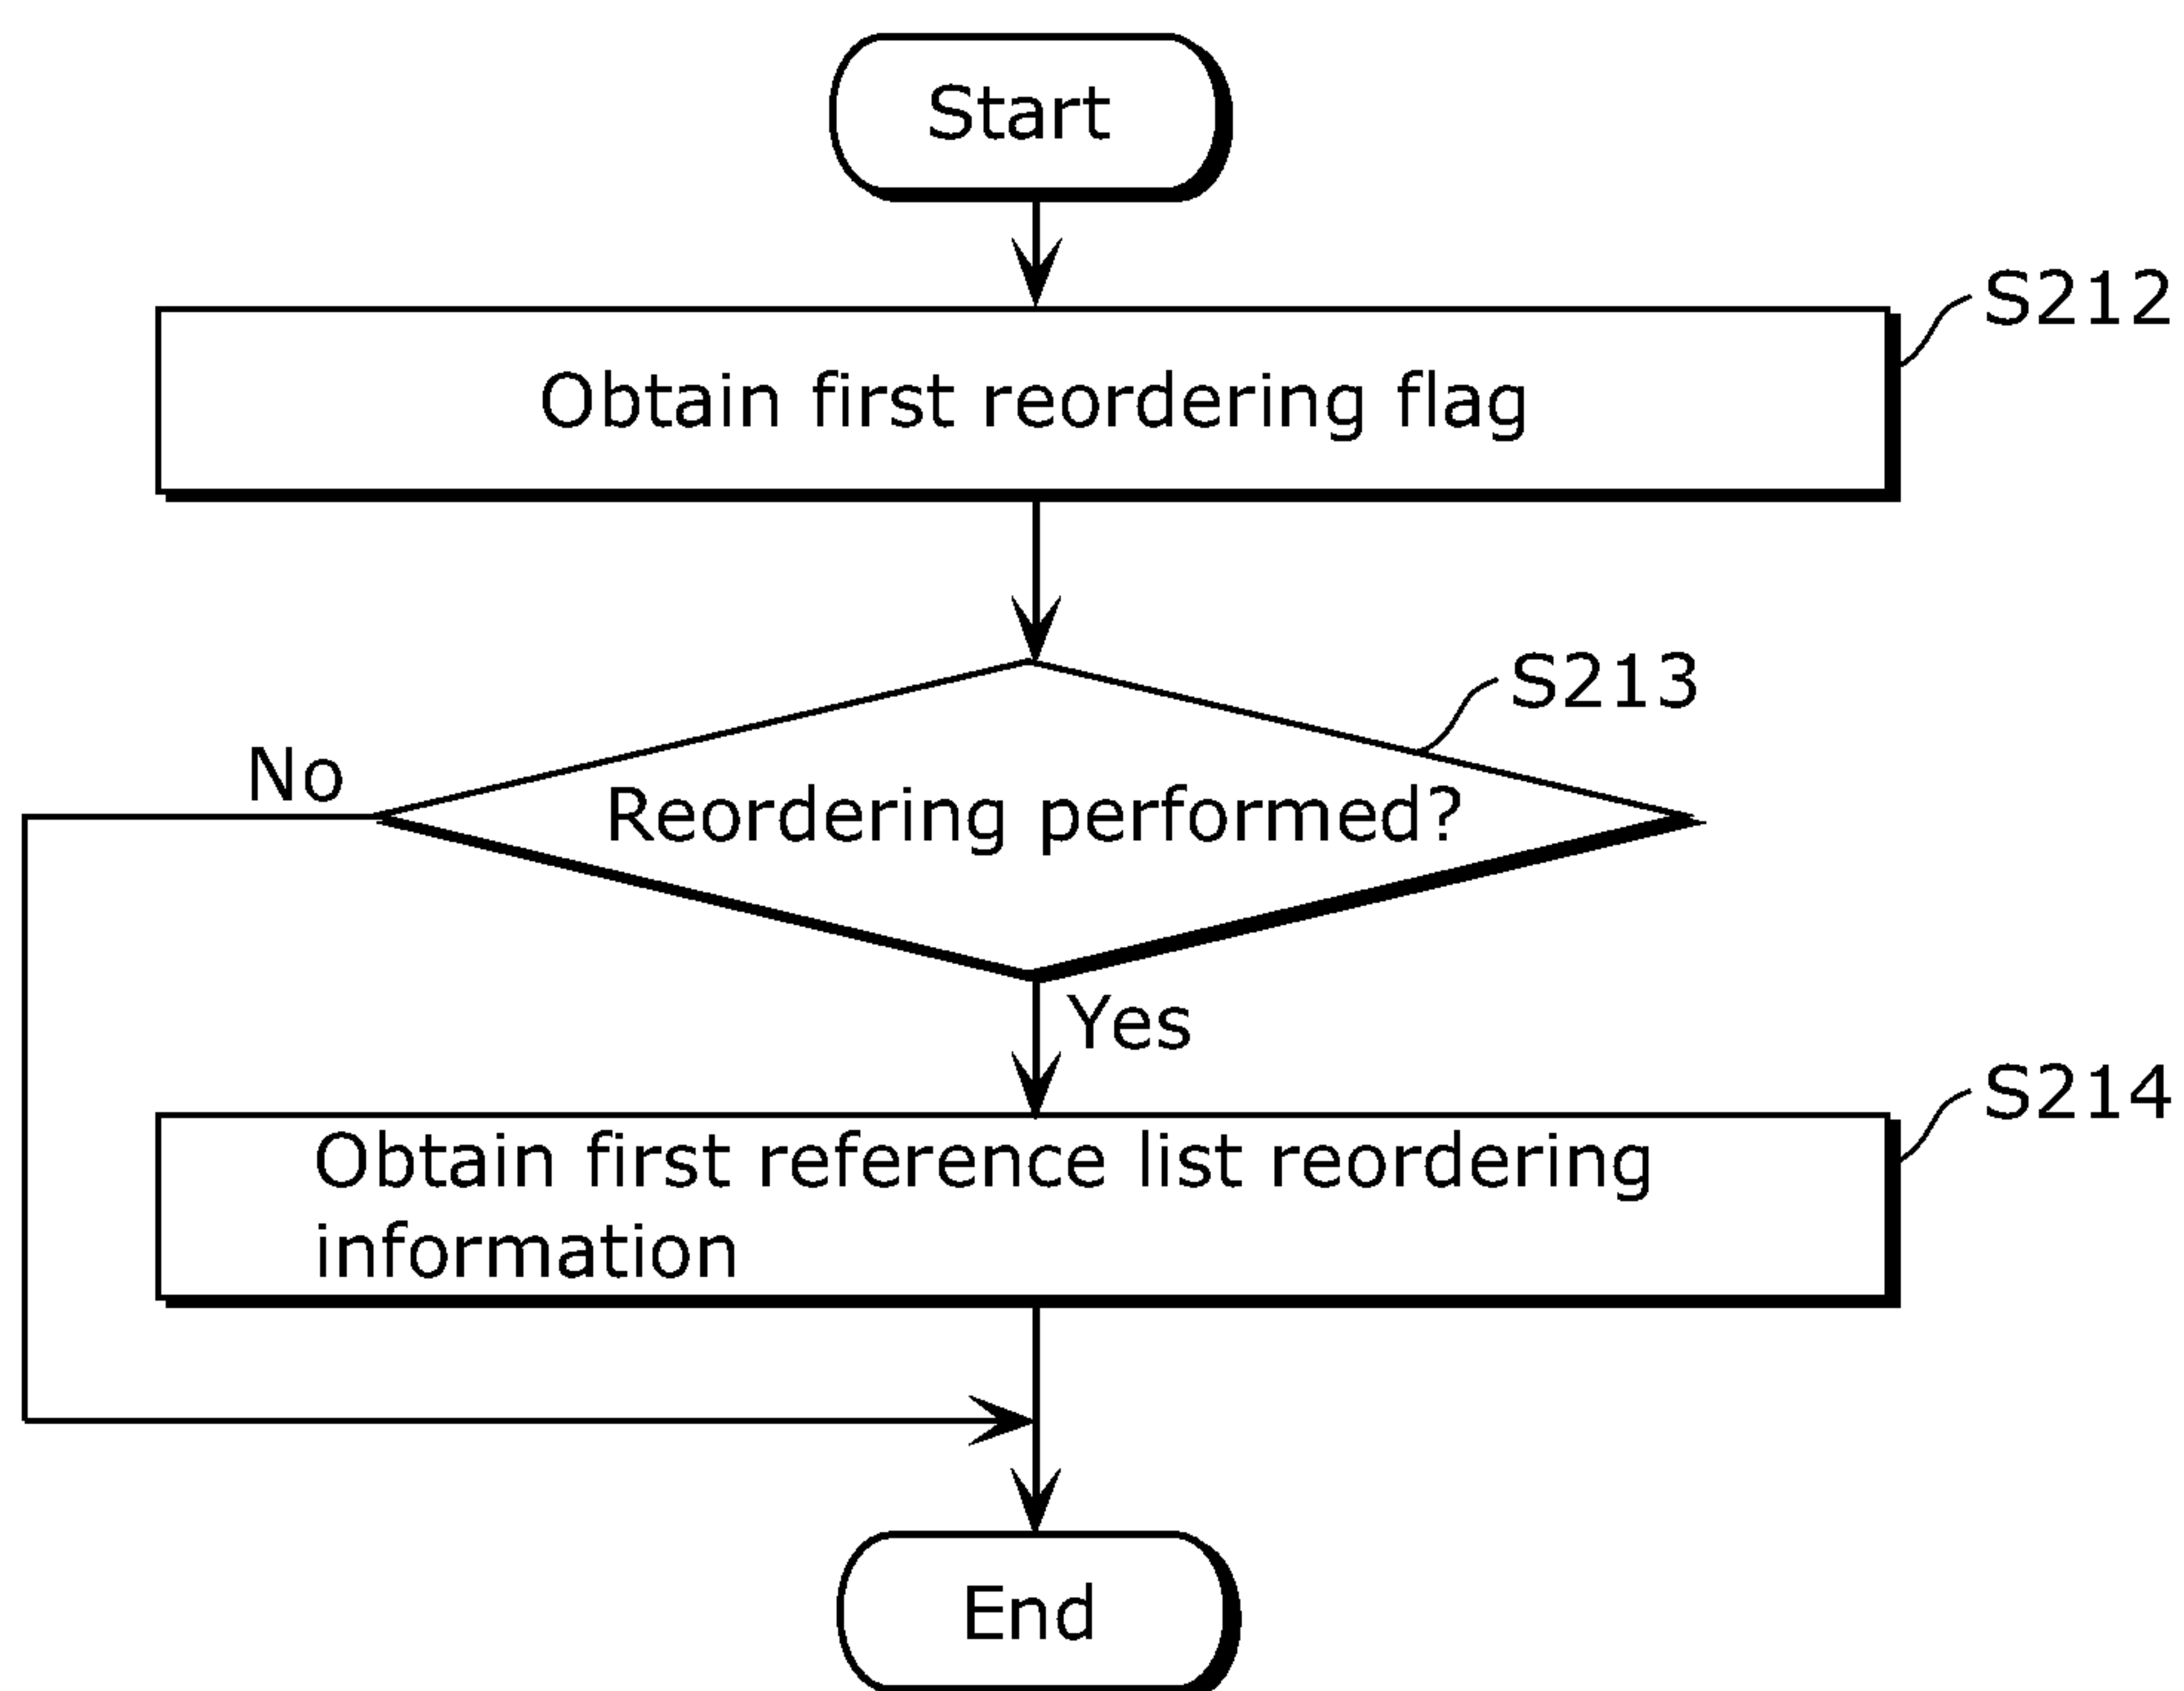 Start
S212
Obtain first reordering flag
S213
No
Reordering performed?
Yes
S214
Obtain first reference list reordering
information
End